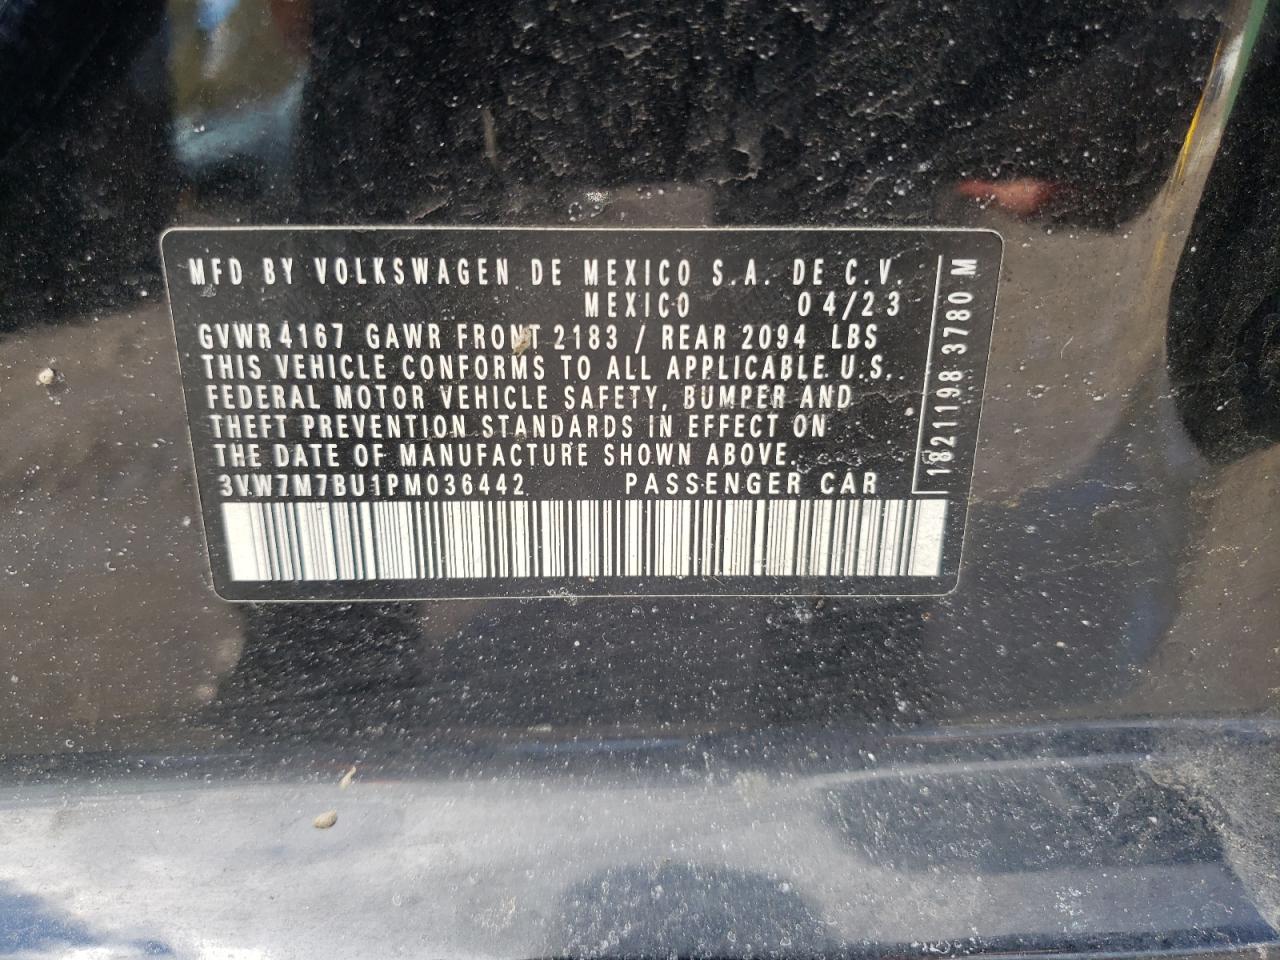 MFD BY VOLKSWAGEN DE MEXICO S.A. DE C.V.
MEXICO 04/23
GVWR 4167 GAWR FRONT 2183 / REAR 2094 LBS
THIS VEHICLE CONFORMS TO ALL APPLICABLE U.S.
FEDERAL MOTOR VEHICLE SAFETY, BUMPER AND
THEFT PREVENTION STANDARDS IN EFFECT ON
THE DATE OF MANUFACTURE SHOWN ABOVE.
3VW7M7BU1PM036442 PASSENGER CAR
1821198 3780 M